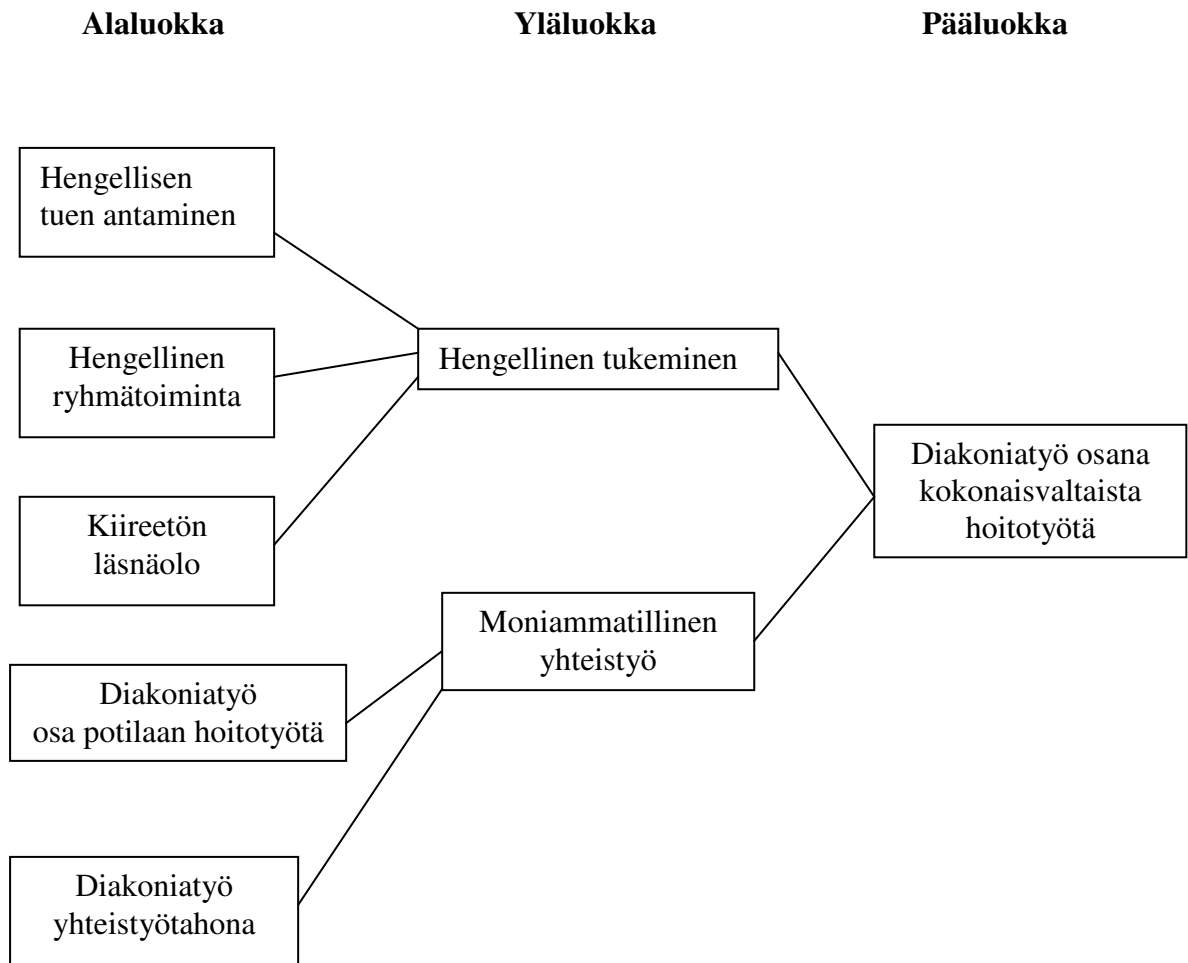 Alaluokka
Yläluokka
Pääluokka
Hengellisen
tuen antaminen
Hengellinen
ryhmätoiminta
Kiireetön
läsnäolo
Diakoniatyö
osa potilaan hoitotyötä
Diakoniatyö
yhteistyötahona
Hengellinen tukeminen
Moniammatillinen
yhteistyö
Diakoniatyö osana
kokonaisvaltaista
hoitotyötä